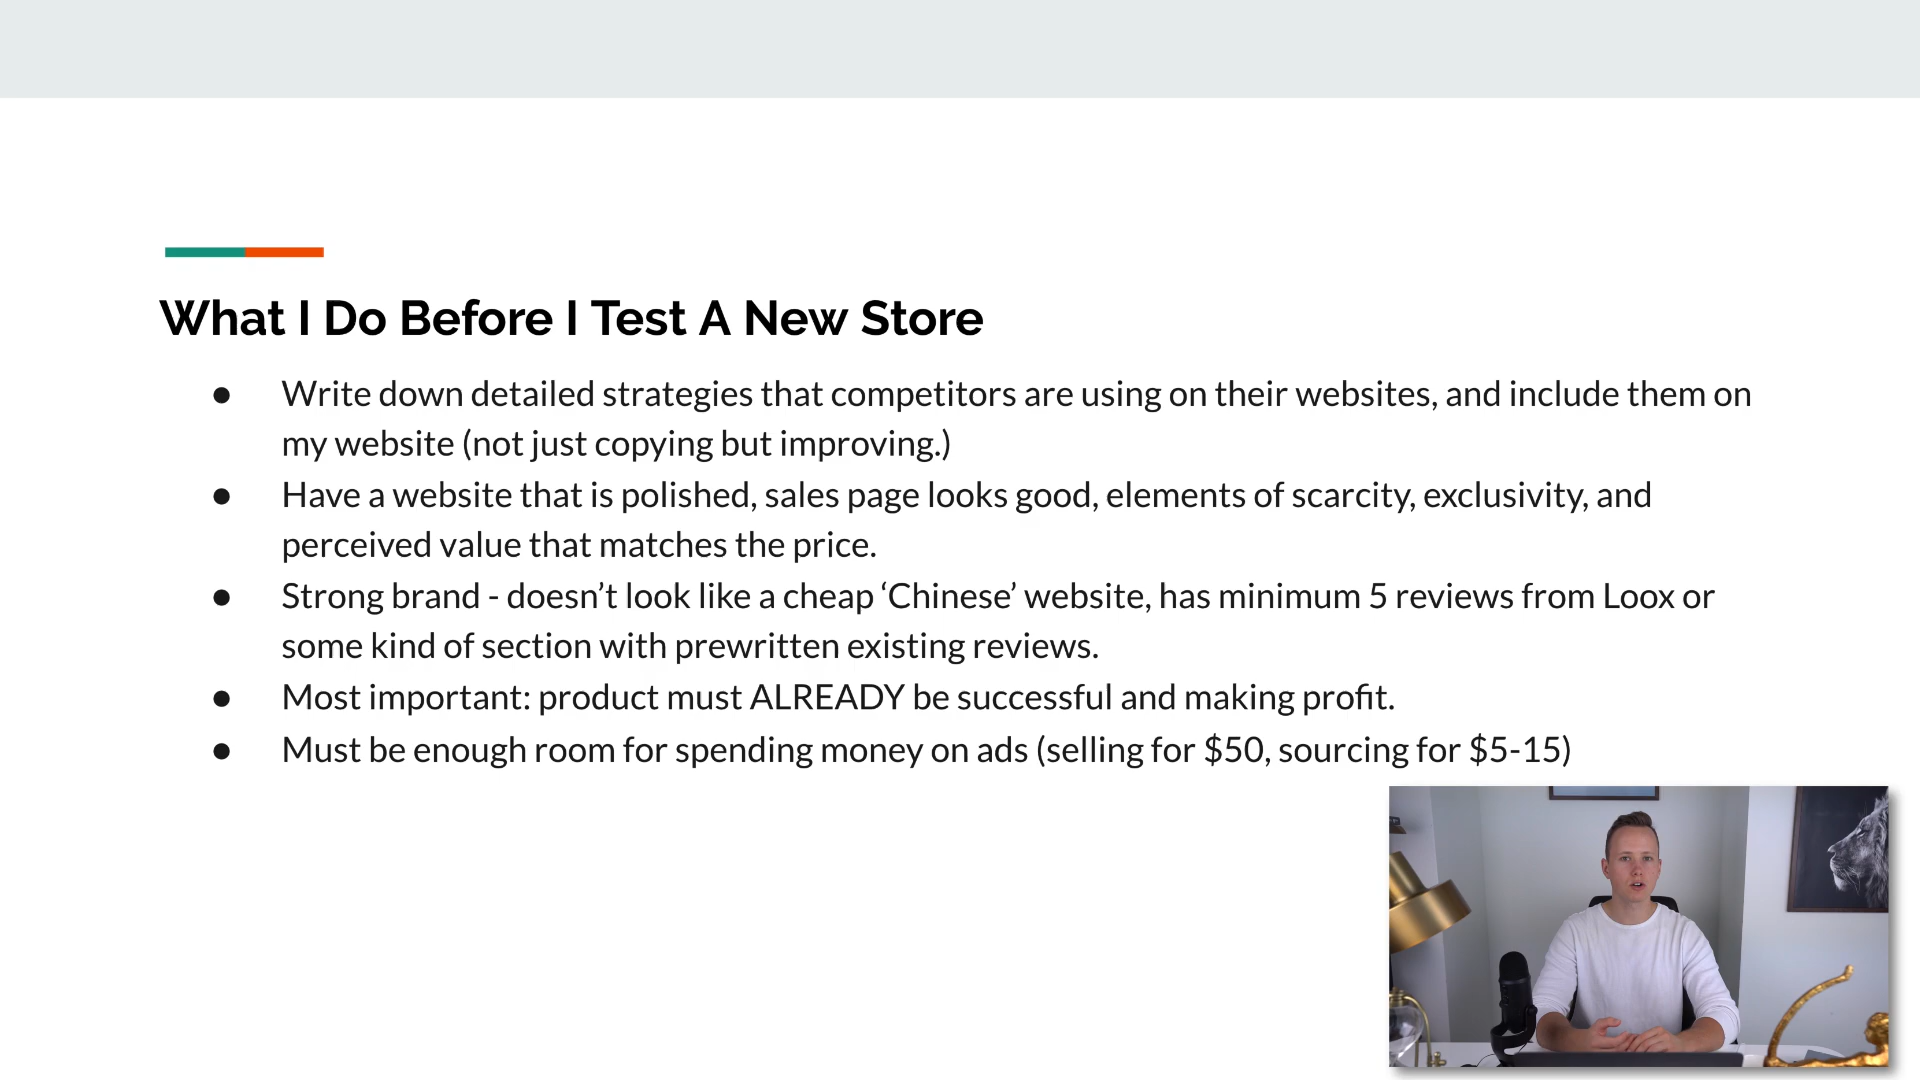 What I Do Before I Test A New Store
● Write down detailed strategies that competitors are using on their websites, and include them on
my website (not just copying but improving.)
● Have a website that is polished, sales page looks good, elements of scarcity, exclusivity, and
perceived value that matches the price.
● Strong brand - doesn’t look like a cheap ‘Chinese’ website, has minimum 5 reviews from Loox or
some kind of section with prewritten existing reviews.
● Most important: product must ALREADY be successful and making profit.
● Must be enough room for spending money on ads (selling for $50, sourcing for $5-15)